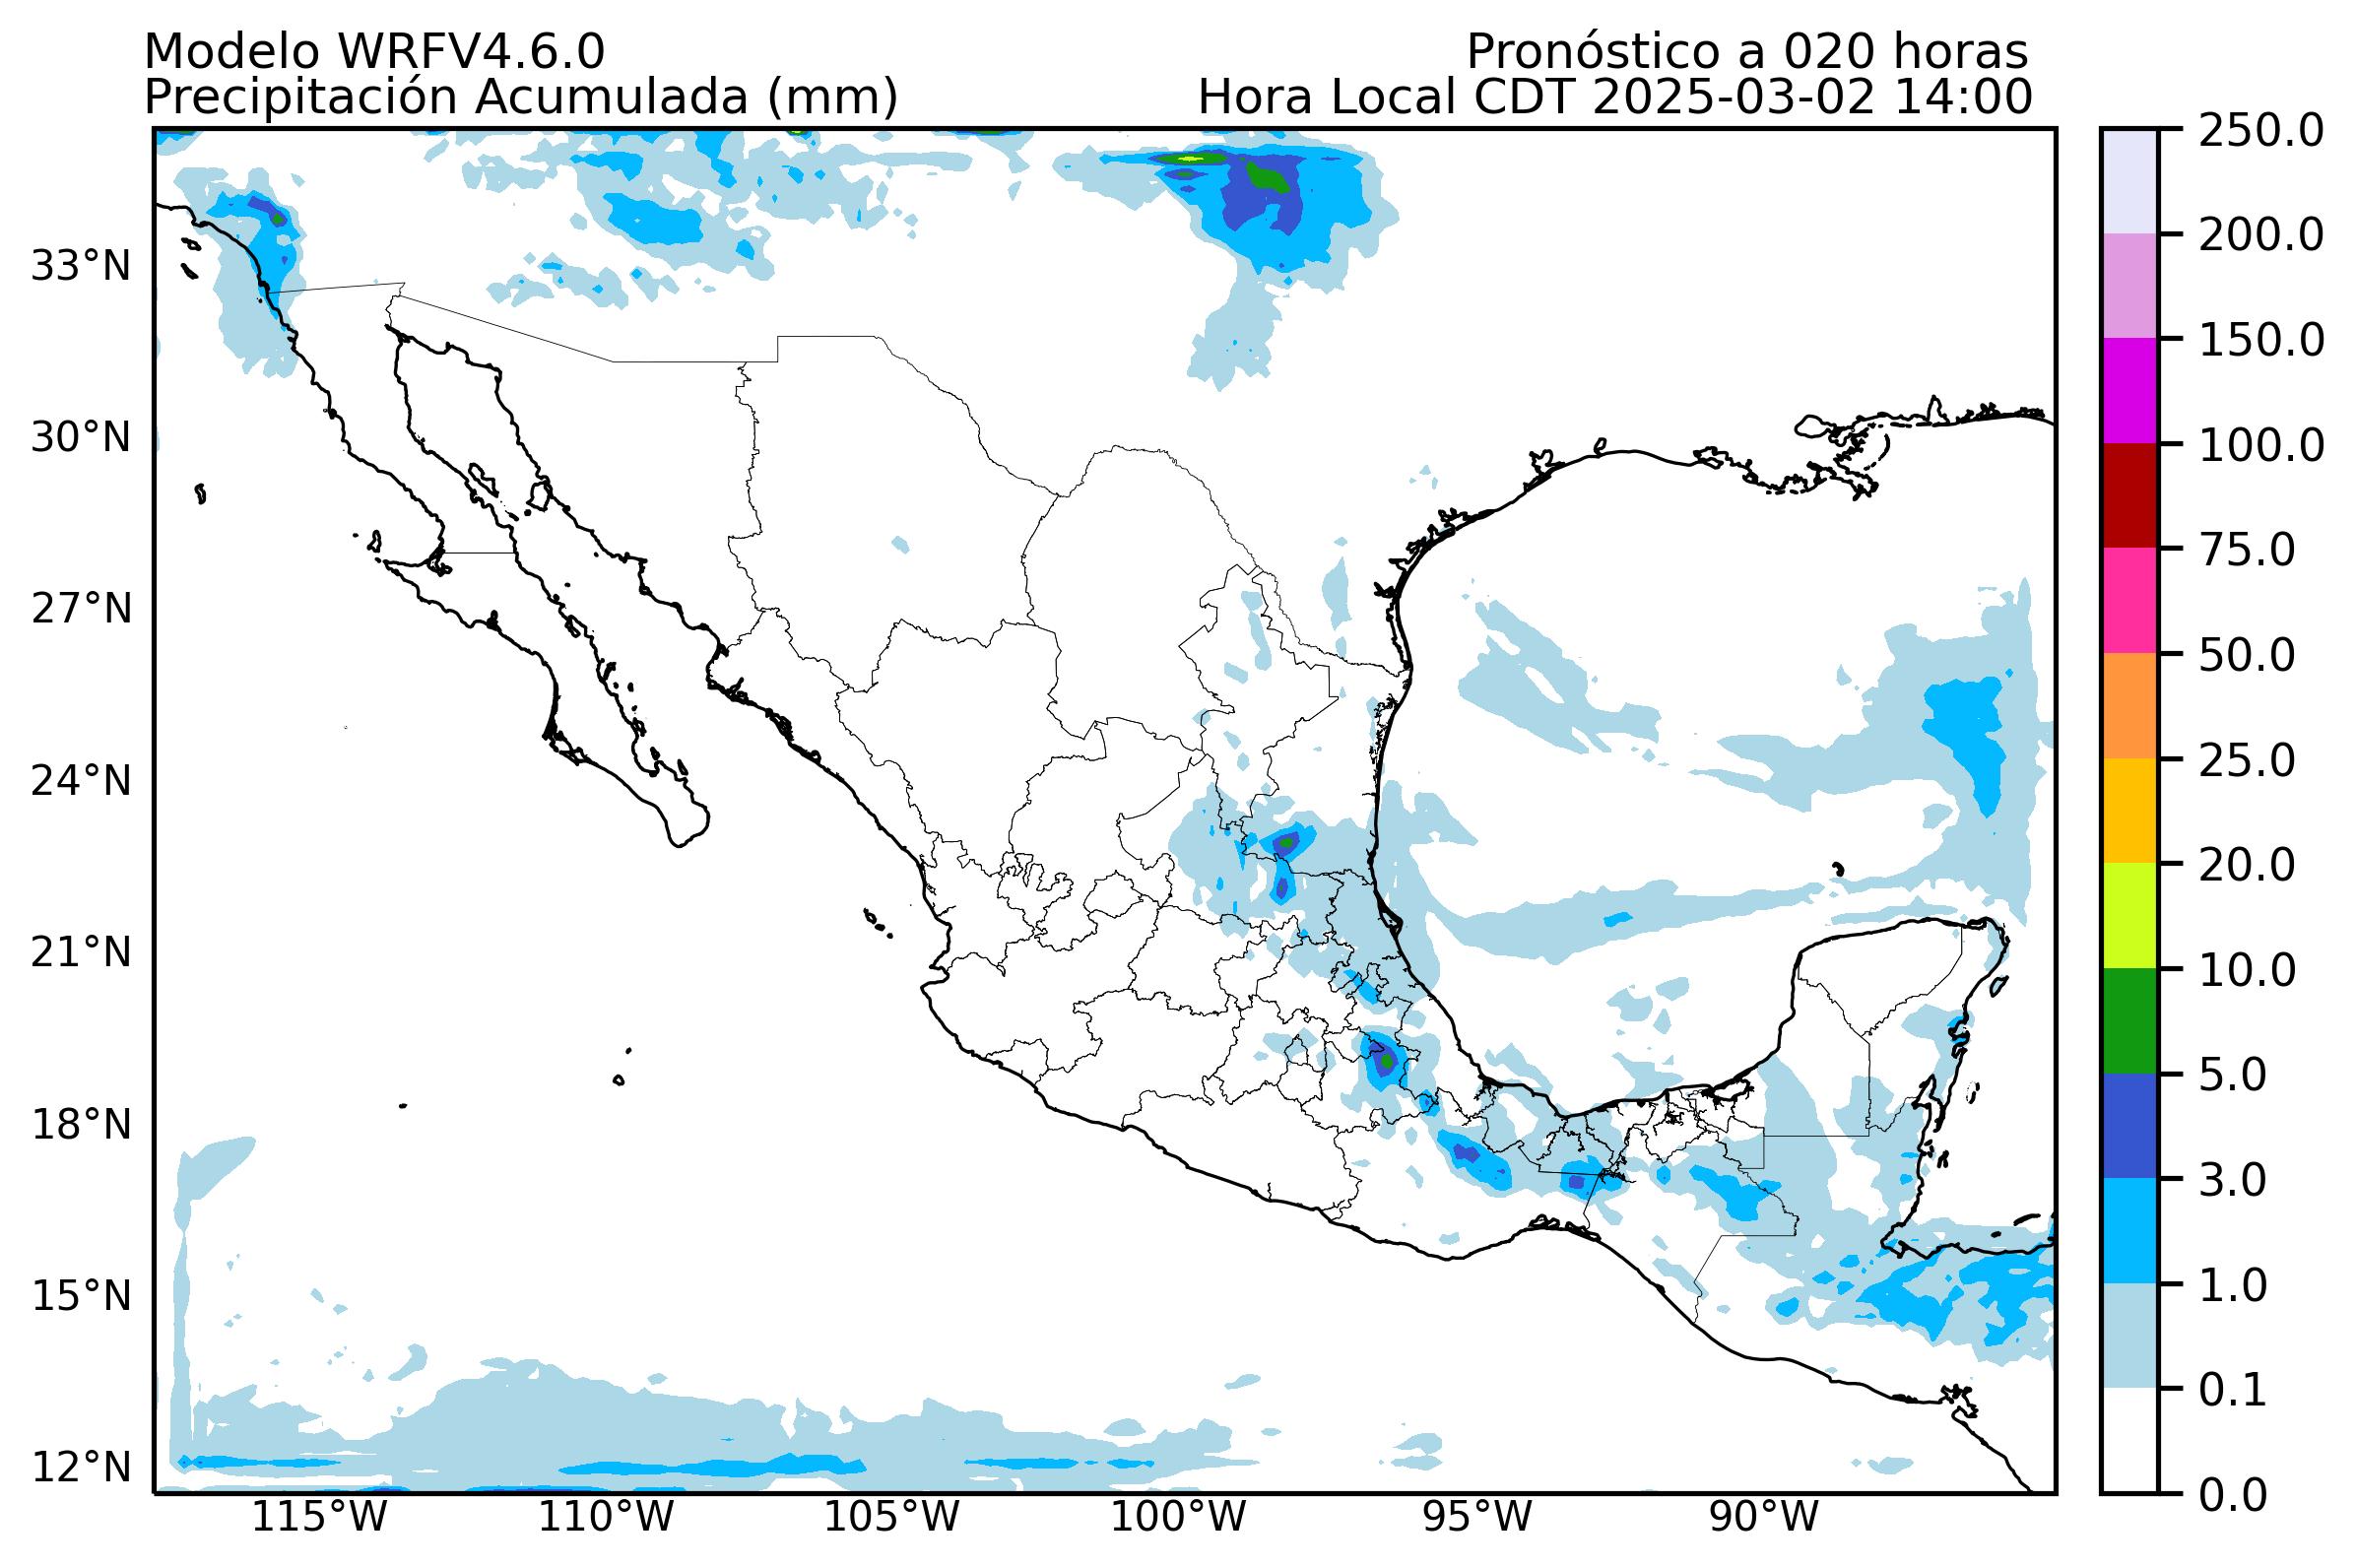 Modelo WRFV4.6.0
Pronóstico a 020 horas
Precipitación Acumulada (mm)
Hora Local CDT 2025-03-02 14:00
33°N
30°N
27°N
24°N
21°N
18°N
15°N
12°N
115°W
110°W
105°W
100°W
95°W
90°W
250.0
200.0
150.0
100.0
75.0
50.0
25.0
20.0
10.0
5.0
3.0
1.0
0.1
0.0